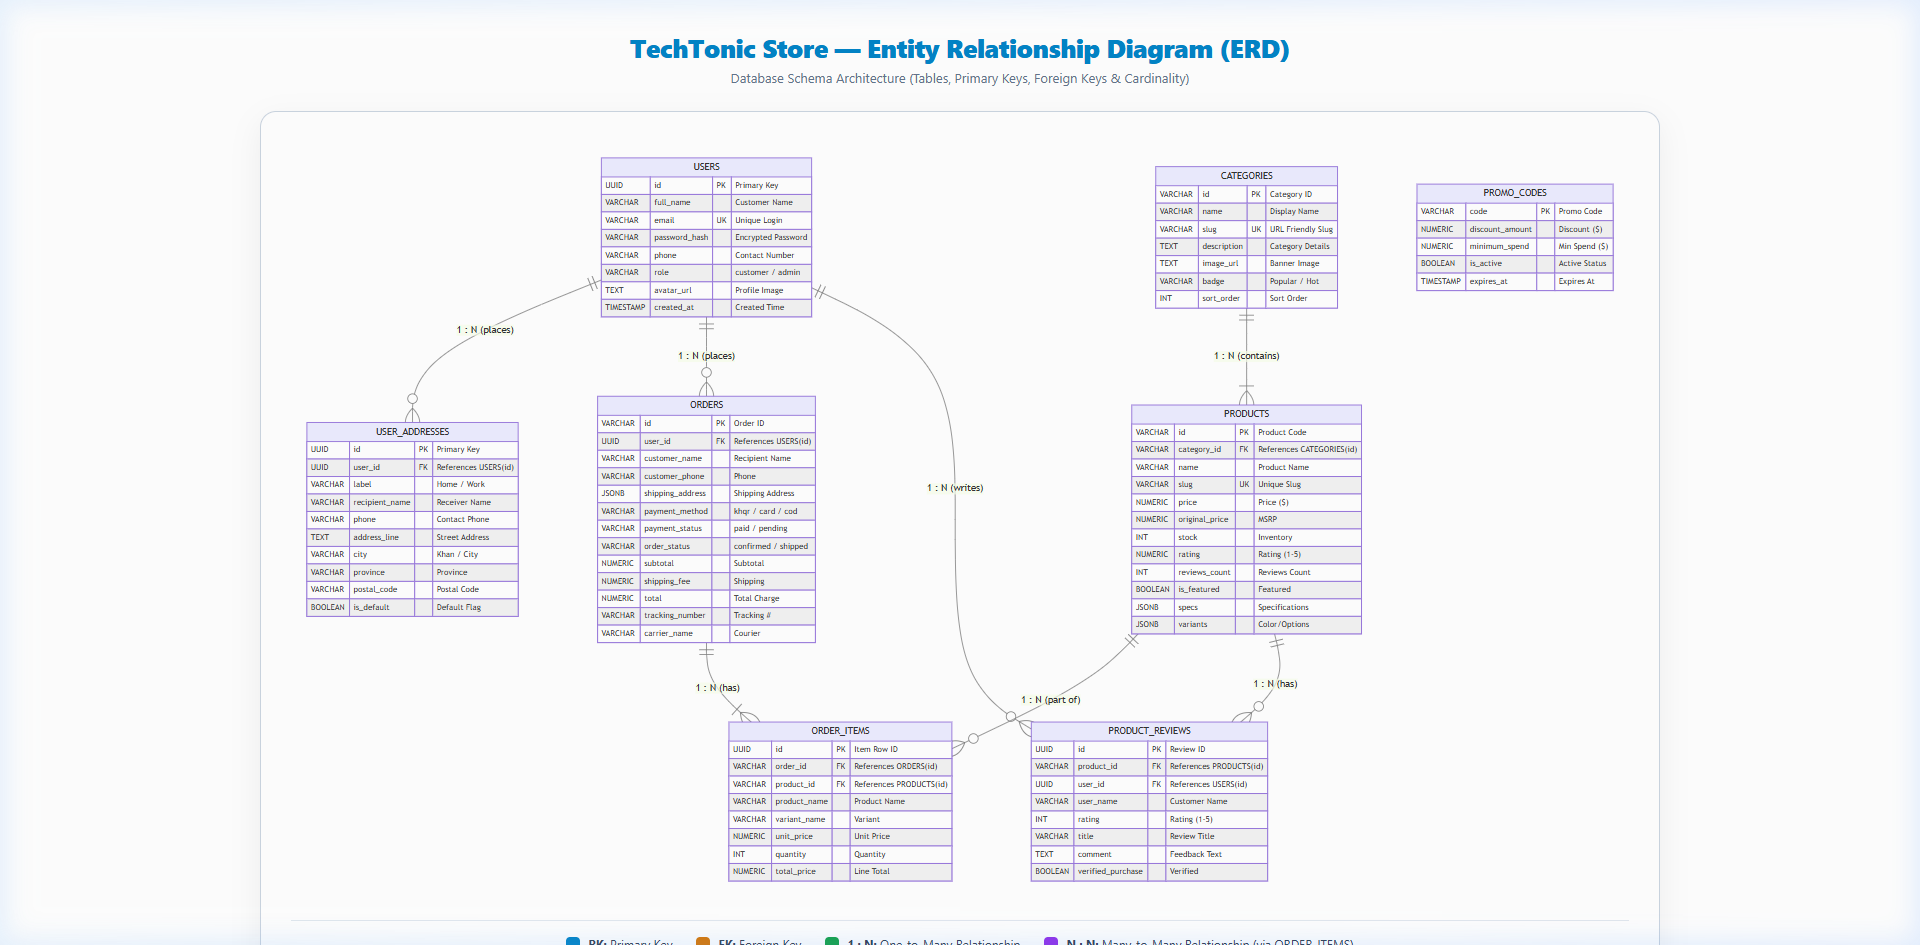 TechTonic Store — Entity Relationship Diagram (ERD)
Database Schema Architecture (Tables, Primary Keys, Foreign Keys & Cardinality)
USERS
UUID id PK Primary Key
VARCHAR full_name Customer Name
VARCHAR email UK Unique Login
VARCHAR password_hash Encrypted Password
VARCHAR phone Contact Number
VARCHAR role customer / admin
TEXT avatar_url Profile Image
TIMESTAMP created_at Created Time
CATEGORIES
VARCHAR id PK Category ID
VARCHAR name Display Name
VARCHAR slug UK URL Friendly Slug
TEXT description Category Details
TEXT image_url Banner Image
VARCHAR badge Popular / Hot
INT sort_order Sort Order
PROMO_CODES
VARCHAR code PK Promo Code
NUMERIC discount_amount Discount ($)
NUMERIC minimum_spend Min Spend ($)
BOOLEAN is_active Active Status
TIMESTAMP expires_at Expires At
1 : N (places)
1 : N (places)
1 : N (contains)
USER_ADDRESSES
UUID id PK Primary Key
UUID user_id FK References USERS(id)
VARCHAR label Home / Work
VARCHAR recipient_name Receiver Name
VARCHAR phone Contact Phone
TEXT address_line Street Address
VARCHAR city Khan / City
VARCHAR province Province
VARCHAR postal_code Postal Code
BOOLEAN is_default Default Flag
ORDERS
VARCHAR id PK Order ID
UUID user_id FK References USERS(id)
VARCHAR customer_name Recipient Name
VARCHAR customer_phone Phone
JSONB shipping_address Shipping Address
VARCHAR payment_method khqr / card / cod
VARCHAR payment_status paid / pending
VARCHAR order_status confirmed / shipped
NUMERIC subtotal Subtotal
NUMERIC shipping_fee Shipping
NUMERIC total Total Charge
VARCHAR tracking_number Tracking #
VARCHAR carrier_name Courier
1 : N (writes)
PRODUCTS
VARCHAR id PK Product Code
VARCHAR category_id FK References CATEGORIES(id)
VARCHAR name Product Name
VARCHAR slug UK Unique Slug
NUMERIC price Price ($)
NUMERIC original_price MSRP
INT stock Inventory
NUMERIC rating Rating (1-5)
INT reviews_count Reviews Count
BOOLEAN is_featured Featured
JSONB specs Specifications
JSONB variants Color/Options
1 : N (has)
1 : N (part of)
1 : N (has)
ORDER_ITEMS
UUID id PK Item Row ID
VARCHAR order_id FK References ORDERS(id)
VARCHAR product_id FK References PRODUCTS(id)
VARCHAR product_name Product Name
VARCHAR variant_name Variant
NUMERIC unit_price Unit Price
INT quantity Quantity
NUMERIC total_price Line Total
PRODUCT_REVIEWS
UUID id PK Review ID
VARCHAR product_id FK References PRODUCTS(id)
UUID user_id FK References USERS(id)
VARCHAR user_name Customer Name
INT rating Rating (1-5)
VARCHAR title Review Title
TEXT comment Feedback Text
BOOLEAN verified_purchase Verified
PK: Primary Key FK: Foreign Key 1 : N: One-to-Many Relationship N : N: Many-to-Many Relationship (via ORDER_ITEMS)